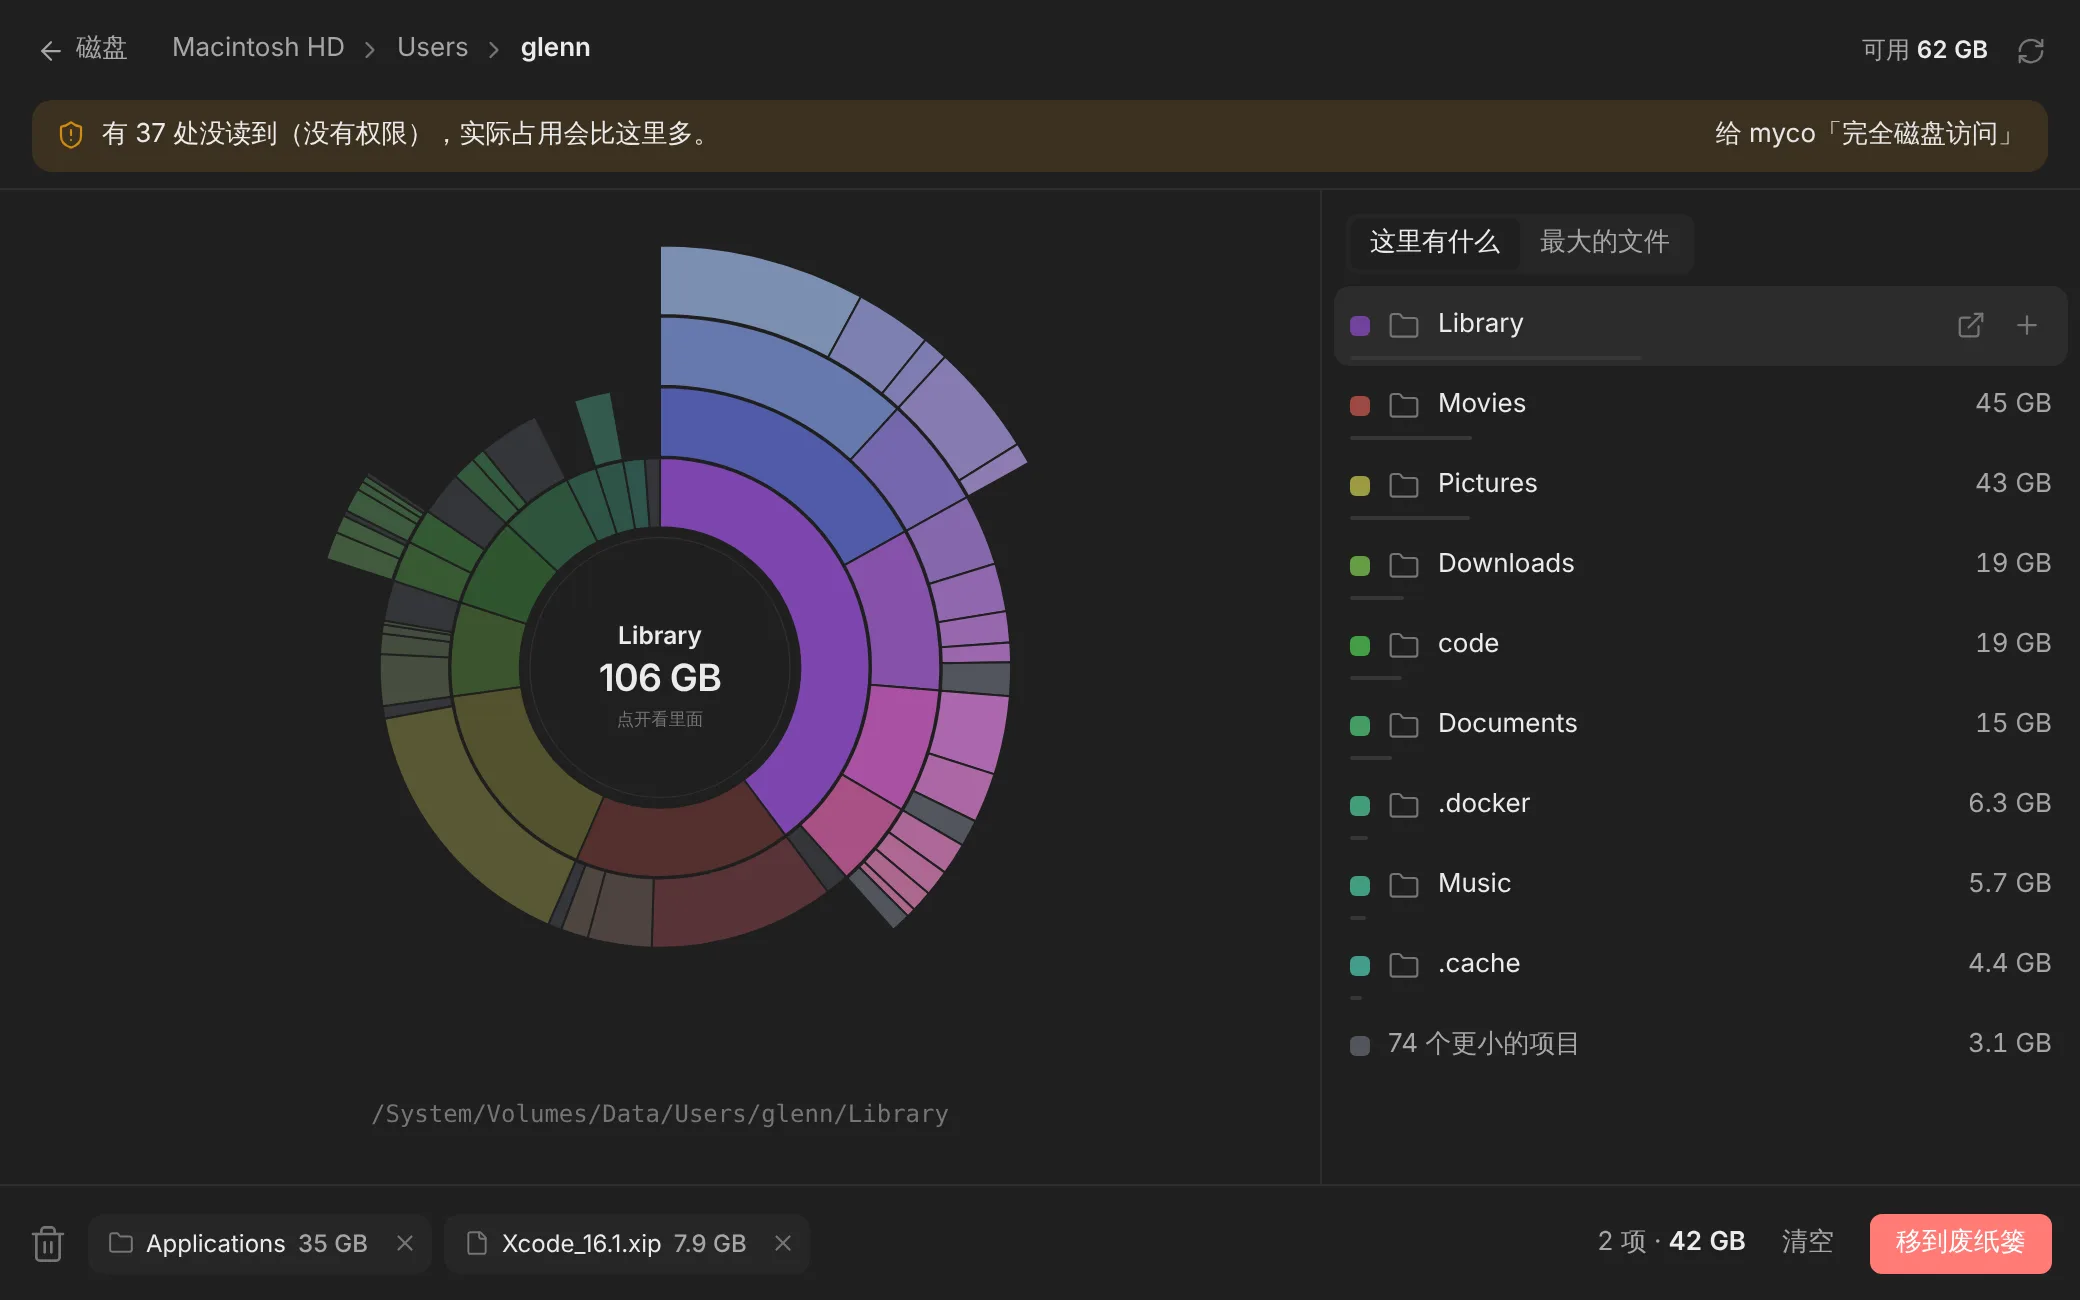 磁盘 Macintosh HD Users glenn
可用 62 GB
有 37 处没读到（没有权限），实际占用会比这里多。
给 myco「完全磁盘访问」
Library
106 GB
点开看里面
/System/Volumes/Data/Users/glenn/Library
这里有什么 最大的文件
Library
Movies 45 GB
Pictures 43 GB
Downloads 19 GB
code 19 GB
Documents 15 GB
.docker 6.3 GB
Music 5.7 GB
.cache 4.4 GB
74 个更小的项目 3.1 GB
Applications 35 GB
Xcode_16.1.xip 7.9 GB
2 项 · 42 GB
清空
移到废纸篓